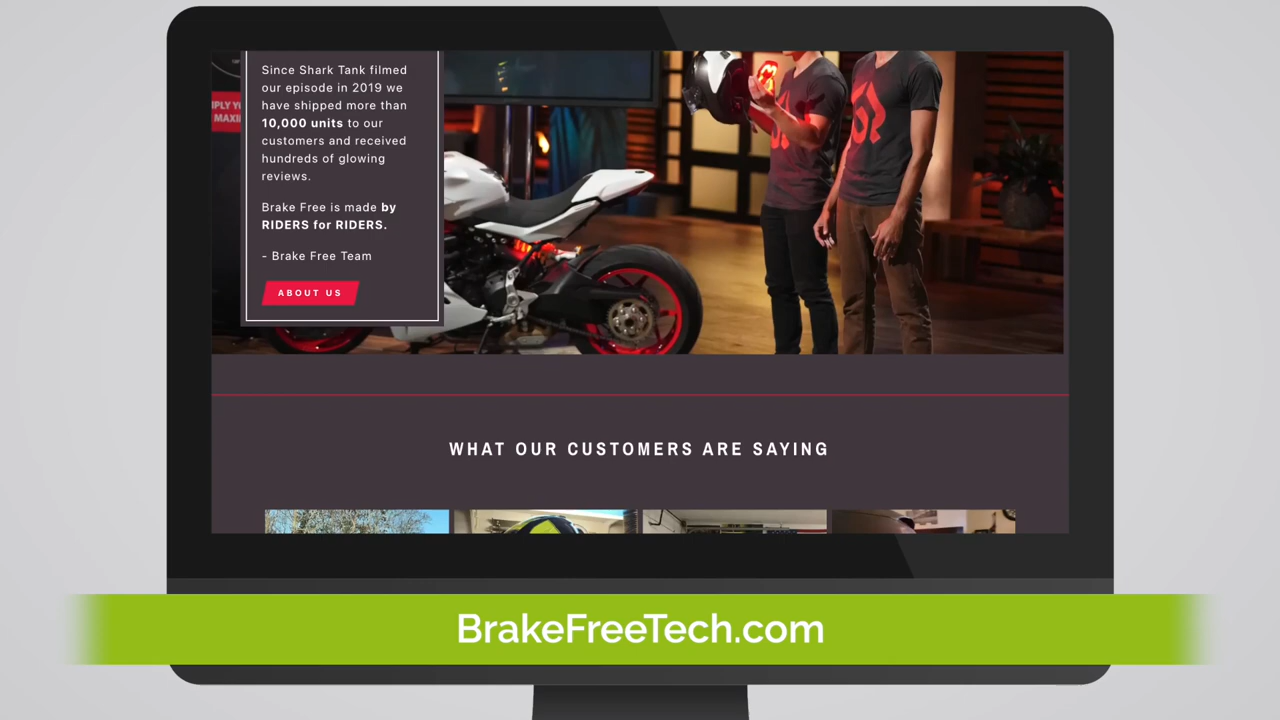 Since Shark Tank filmed
our episode in 2019 we
have shipped more than
10,000 units to our
customers and received
hundreds of glowing
reviews.
Brake Free is made by
RIDERS for RIDERS.
- Brake Free Team
ABOUT US
WHAT OUR CUSTOMERS ARE SAYING
BrakeFreeTech.com